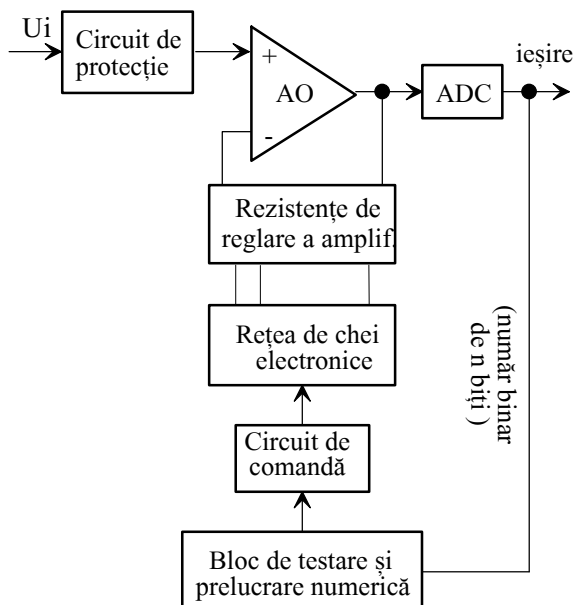 Ui
Circuit de
protecție
+
AO
-
ADC
ieșire
Rezistențe de
reglare a amplif.
Rețea de chei
electronice
(număr binar
de n biți )
Circuit de
comandă
Bloc de testare și
prelucrare numerică